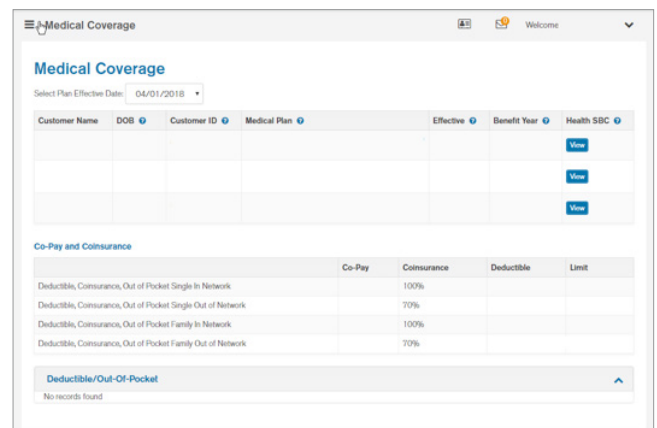 Medical Coverage
0
Welcome
Medical Coverage
Select Plan Effective Date: 04/01/2018
Customer Name DOB Customer ID Medical Plan Effective Benefit Year Health SBC
View
View
View
Co-Pay and Coinsurance
Co-Pay Coinsurance Deductible Limit
Deductible, Coinsurance, Out of Pocket Single In Network 100%
Deductible, Coinsurance, Out of Pocket Single Out of Network 70%
Deductible, Coinsurance, Out of Pocket Family In Network 100%
Deductible, Coinsurance, Out of Pocket Family Out of Network 70%
Deductible/Out-Of-Pocket
No records found